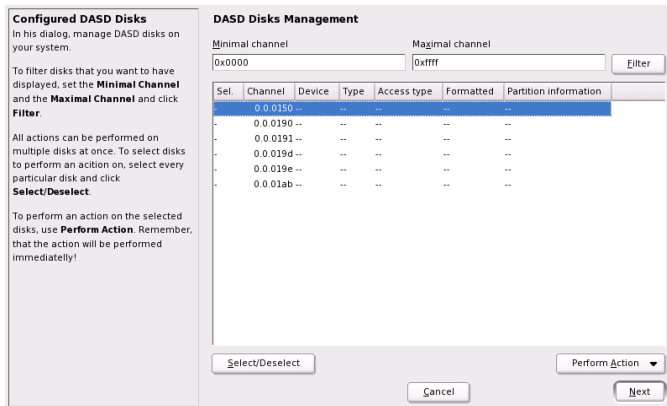 Configured DASD Disks
In his dialog, manage DASD disks on
your system.
To filter disks that you want to have
displayed, set the Minimal Channel
and the Maximal Channel and click
Filter.
All actions can be performed on
multiple disks at once. To select disks
to perform an acition on, select every
particular disk and click
Select/Deselect.
To perform an action on the selected
disks, use Perform Action. Remember,
that the action will be performed
immediatelly!
DASD Disks Management
Minimal channel Maximal channel
0x0000 0xffff Filter
Sel. Channel Device Type Access type Formatted Partition information
- 0.0.0150 -- -- -- -- --
- 0.0.0190 -- -- -- -- --
- 0.0.0191 -- -- -- -- --
- 0.0.019d -- -- -- -- --
- 0.0.019e -- -- -- -- --
- 0.0.01ab -- -- -- -- --
Select/Deselect Perform Action
Cancel Next